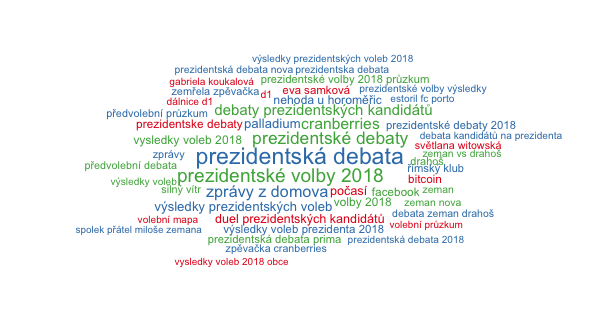 výsledky prezidentských voleb 2018
prezidentská debata nova prezidentska debata
gabriela koukalová prezidentské volby 2018 průzkum
zemřela zpěvačka d1 eva samková prezidentské volby výsledky
dálnice d1 nehoda u horoměřic estoril fc porto
předvolební průzkum debaty prezidentských kandidátů
prezidentske debaty palladium cranberries prezidentské debaty 2018
vysledky voleb 2018 prezidentské debaty debata kandidátů na prezidenta
světlana witowská
zprávy prezidentská debata zeman vs drahoš
drahoš
předvolební debata římský klub
výsledky voleb prezidentské volby 2018 bitcoin
silný vítr zprávy z domova počasí facebook zeman
výsledky prezidentských voleb volby 2018 zeman nova
volební mapa duel prezidentských kandidátů debata zeman drahoš
spolek přátel miloše zemana výsledky voleb prezidenta 2018 volební průzkum
prezidentská debata prima prezidentská debata 2018
zpěvačka cranberries
vysledky voleb 2018 obce